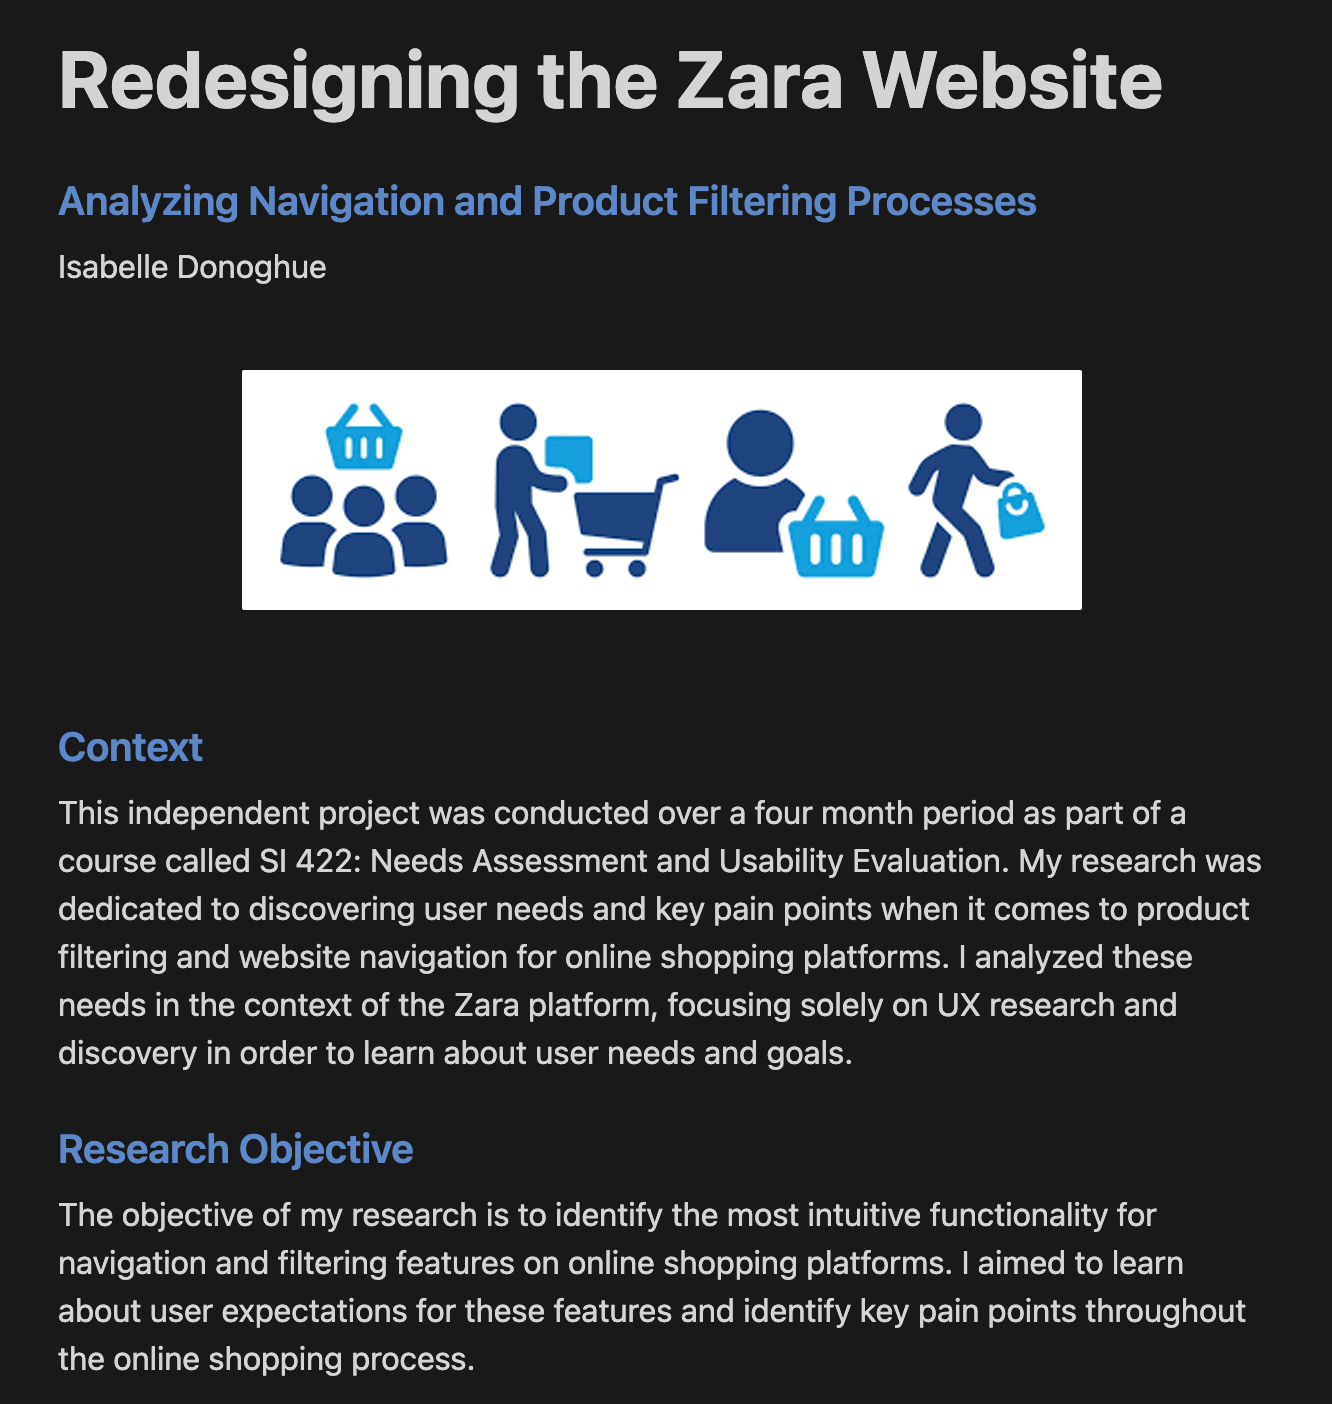 Redesigning the Zara Website
Analyzing Navigation and Product Filtering Processes
Isabelle Donoghue
Context
This independent project was conducted over a four month period as part of a
course called SI 422: Needs Assessment and Usability Evaluation. My research was
dedicated to discovering user needs and key pain points when it comes to product
filtering and website navigation for online shopping platforms. I analyzed these
needs in the context of the Zara platform, focusing solely on UX research and
discovery in order to learn about user needs and goals.
Research Objective
The objective of my research is to identify the most intuitive functionality for
navigation and filtering features on online shopping platforms. I aimed to learn
about user expectations for these features and identify key pain points throughout
the online shopping process.